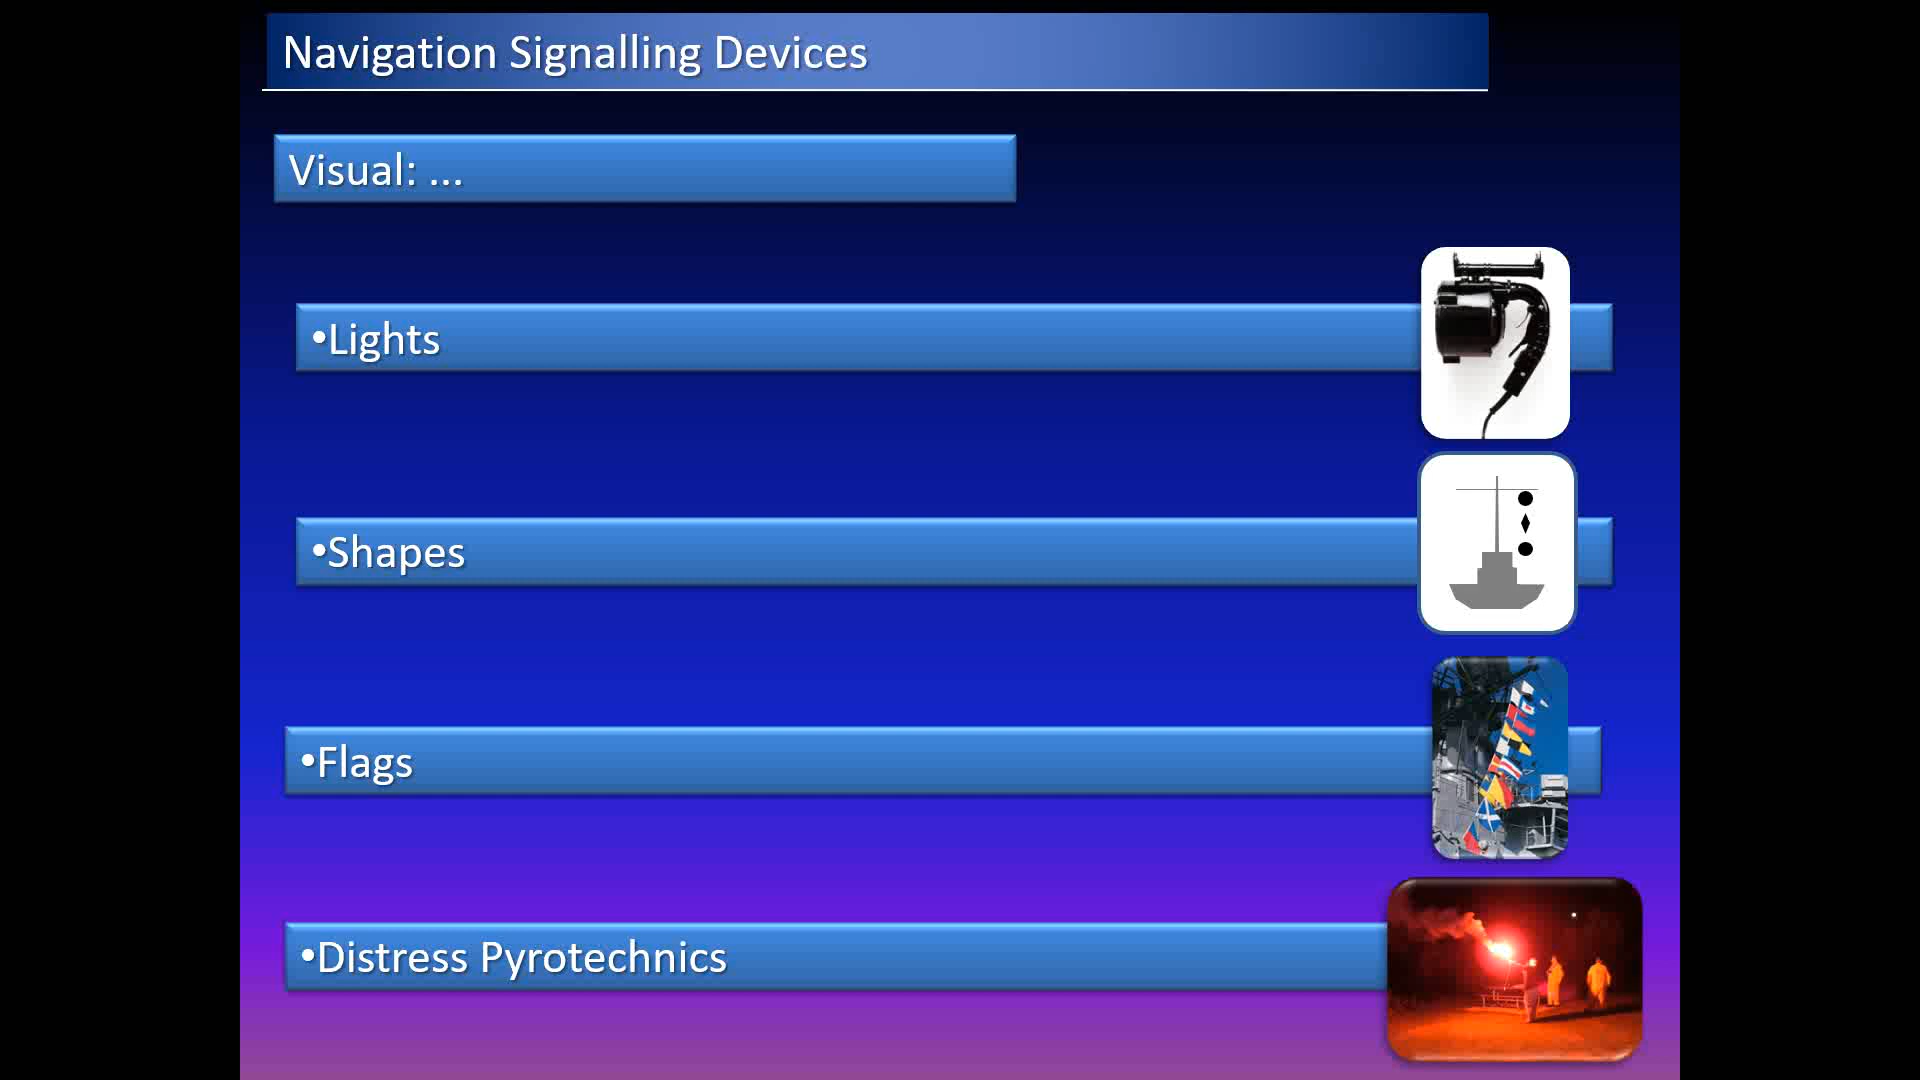 Navigation Signalling Devices
Visual: ...
•Lights
•Shapes
•Flags
•Distress Pyrotechnics